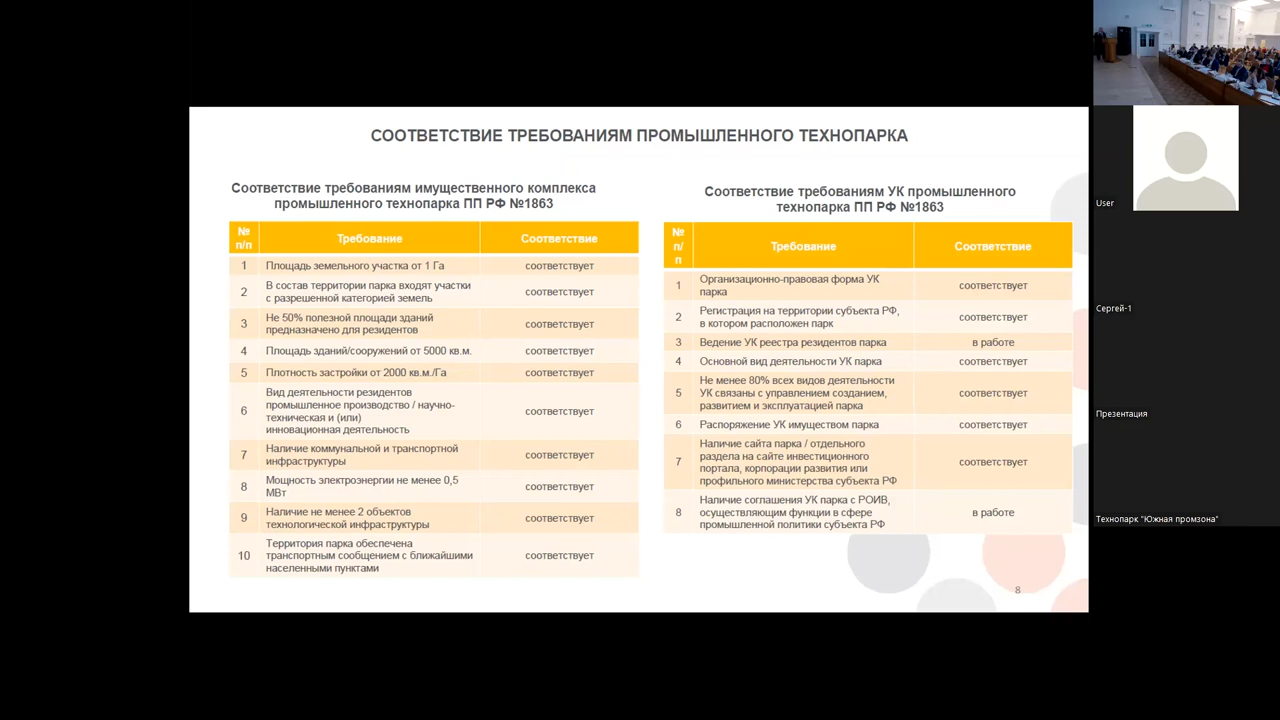 СООТВЕТСТВИЕ ТРЕБОВАНИЯМ ПРОМЫШЛЕННОГО ТЕХНОПАРКА
Соответствие требованиям имущественного комплекса
промышленного технопарка ПП РФ №1863
№
п/п
Требование
Соответствие
1
Площадь земельного участка от 1 Га
соответствует
2
В состав территории парка входят участки
с разрешенной категорией земель
соответствует
3
Не 50% полезной площади зданий
предназначено для резидентов
соответствует
4
Площадь зданий/сооружений от 5000 кв.м.
соответствует
5
Плотность застройки от 2000 кв.м./Га
соответствует
6
Вид деятельности резидентов
промышленное производство / научно-
техническая и (или)
инновационная деятельность
соответствует
7
Наличие коммунальной и транспортной
инфраструктуры
соответствует
8
Мощность электроэнергии не менее 0,5
МВт
соответствует
9
Наличие не менее 2 объектов
технологической инфраструктуры
соответствует
10
Территория парка обеспечена
транспортным сообщением с ближайшими
населенными пунктами
соответствует
Соответствие требованиям УК промышленного
технопарка ПП РФ №1863
№
п/
п
Требование
Соответствие
1
Организационно-правовая форма УК
парка
соответствует
2
Регистрация на территории субъекта РФ,
в котором расположен парк
соответствует
3
Ведение УК реестра резидентов парка
в работе
4
Основной вид деятельности УК парка
соответствует
5
Не менее 80% всех видов деятельности
УК связаны с управлением созданием,
развитием и эксплуатацией парка
соответствует
6
Распоряжение УК имуществом парка
соответствует
7
Наличие сайта парка / отдельного
раздела на сайте инвестиционного
портала, корпорации развития или
профильного министерства субъекта РФ
соответствует
8
Наличие соглашения УК парка с РОИВ,
осуществляющим функции в сфере
промышленной политики субъекта РФ
в работе
8
User
Сергей-1
Презентация
Технопарк "Южная промзона"